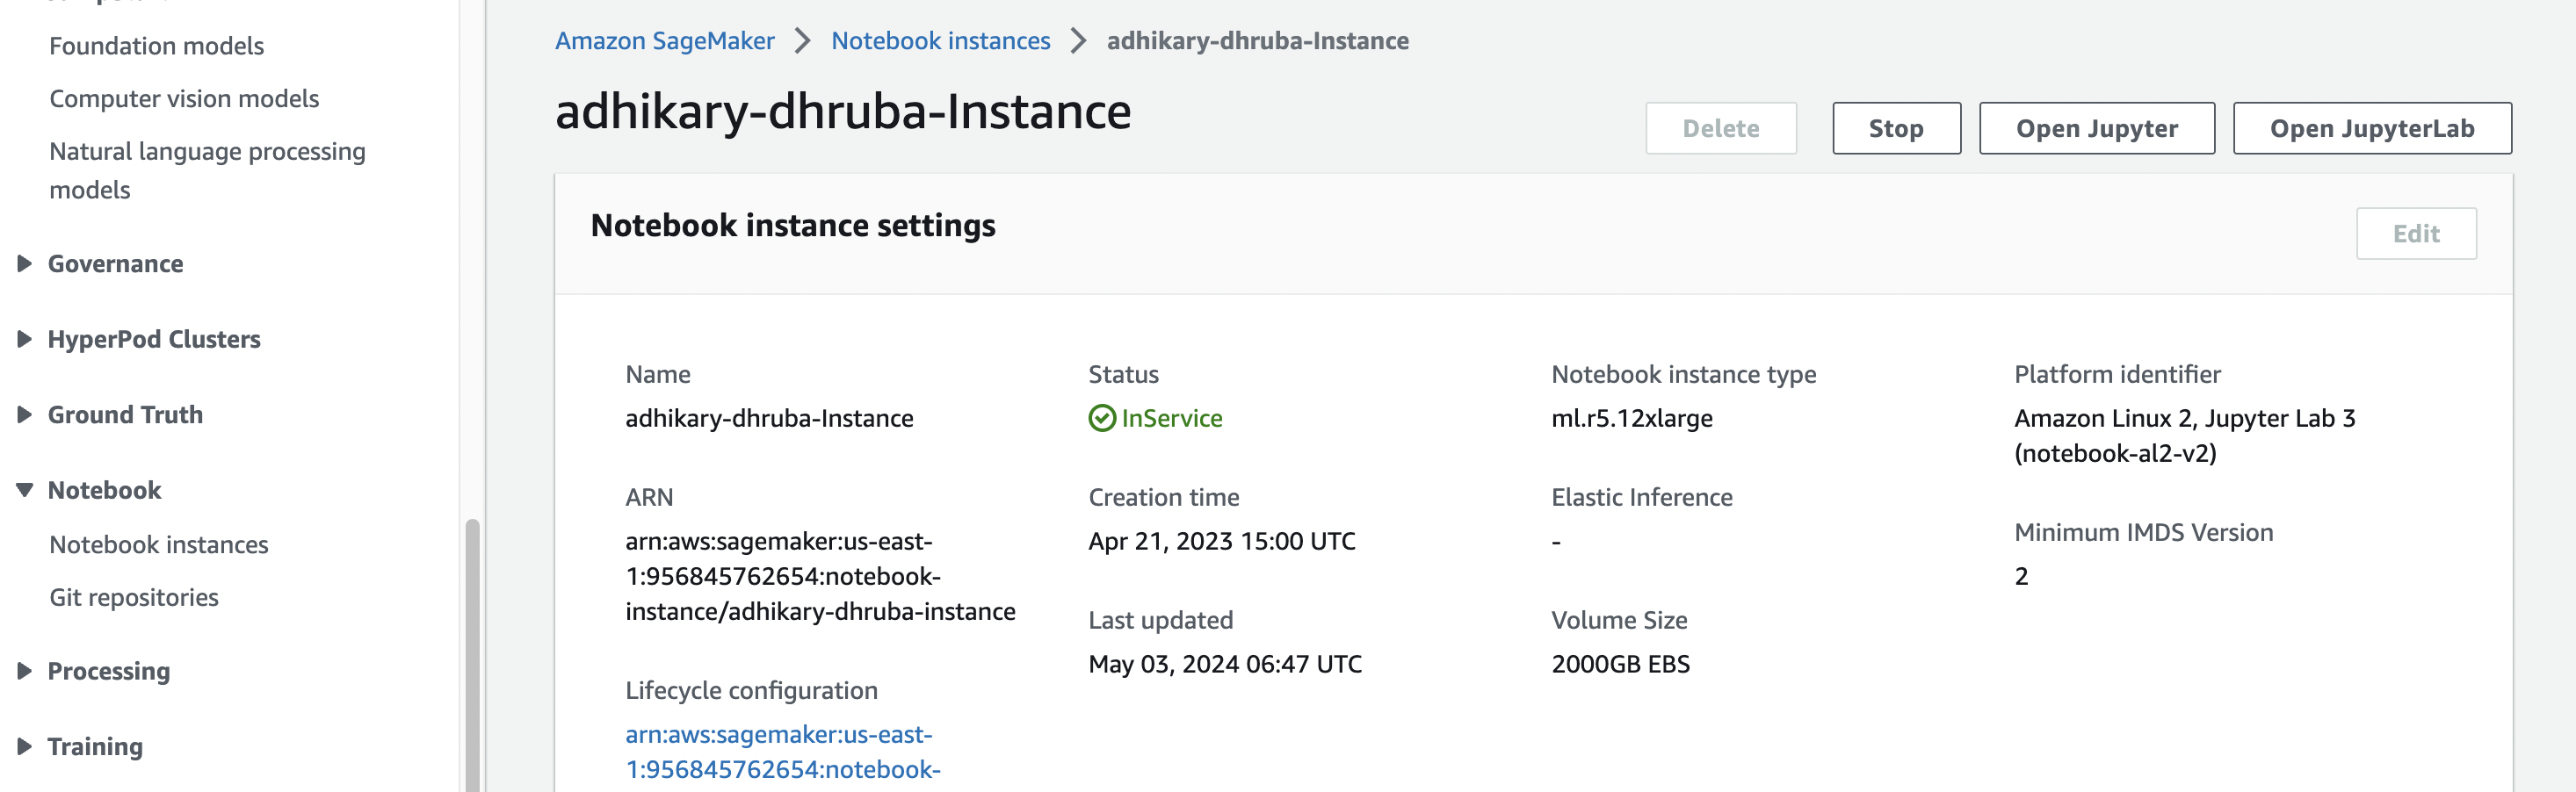 Foundation models
Computer vision models
Natural language processing
models
Governance
HyperPod Clusters
Ground Truth
Notebook
Notebook instances
Git repositories
Processing
Training
Amazon SageMaker > Notebook instances > adhikary-dhruba-Instance
adhikary-dhruba-Instance
Delete Stop Open Jupyter Open JupyterLab
Notebook instance settings
Edit
Name
adhikary-dhruba-Instance
ARN
arn:aws:sagemaker:us-east-
1:956845762654:notebook-
instance/adhikary-dhruba-instance
Lifecycle configuration
arn:aws:sagemaker:us-east-
1:956845762654:notebook-
Status
InService
Creation time
Apr 21, 2023 15:00 UTC
Last updated
May 03, 2024 06:47 UTC
Notebook instance type
ml.r5.12xlarge
Elastic Inference
-
Volume Size
2000GB EBS
Platform identifier
Amazon Linux 2, Jupyter Lab 3
(notebook-al2-v2)
Minimum IMDS Version
2